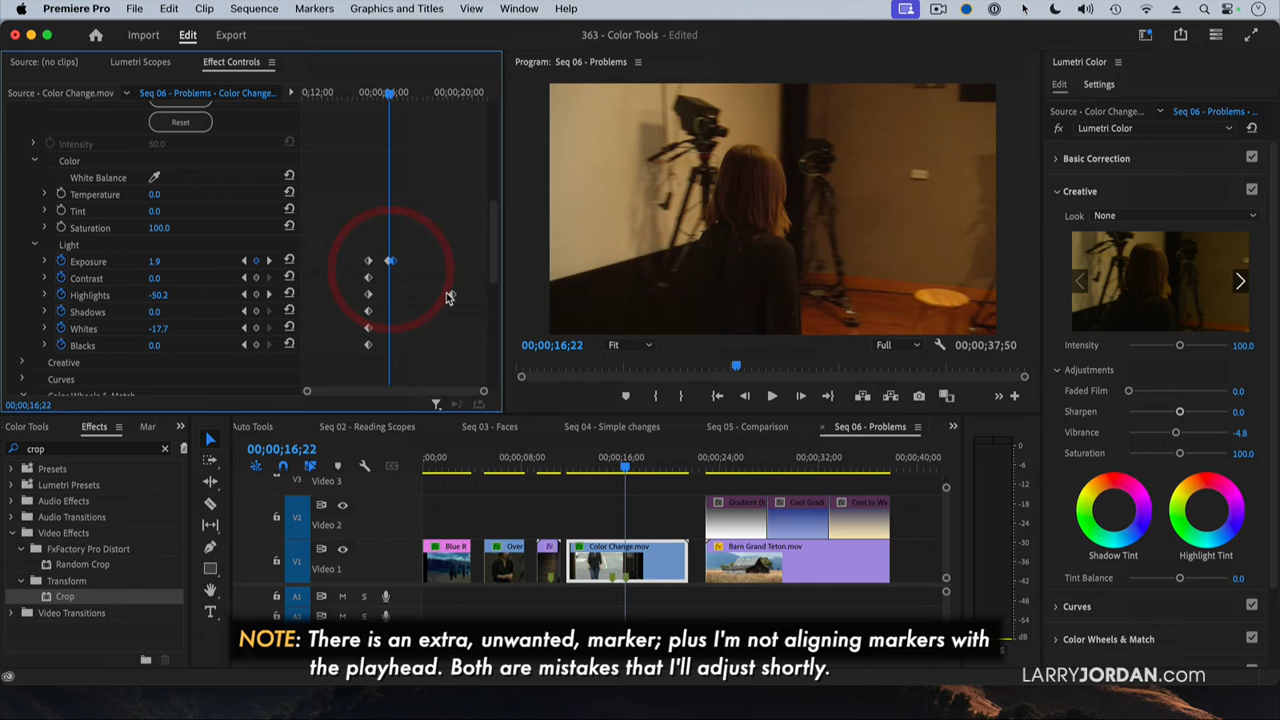 Premiere Pro File Edit Clip Sequence Markers Graphics and Titles View Window Help
Import Edit Export 363 - Color Tools - Edited
Source: (no clips) Lumetri Scopes Effect Controls
Program: Seq 06 - Problems
Lumetri Color
Edit Settings
Source • Color Change.mov Seq 06 - Problems • Color Change...
;12;00 00;00;16;00 00;00;20;00
Source • Color Change... Seq 06 - Problems •...
fx Lumetri Color
Reset
Intensity 50.0
Color
White Balance
Temperature 0.0
Tint 0.0
Saturation 100.0
Light
Exposure 1.9
Contrast 0.0
Highlights -50.2
Shadows 0.0
Whites -17.7
Blacks 0.0
Creative
Curves
00;00;16;22
00;00;16;22 Fit Full 00;00;37;50
Basic Correction
Creative
Look None
Intensity 100.0
Adjustments
Faded Film 0.0
Sharpen 0.0
Vibrance -4.8
Saturation 100.0
Shadow Tint Highlight Tint
Tint Balance 0.0
Curves
Color Wheels & Match
Color Tools Effects Mar
crop
Presets
Lumetri Presets
Audio Effects
Audio Transitions
Video Effects
FxFactory Pro Distort
Random Crop
Transform
Crop
Video Transitions
Auto Tools Seq 02 - Reading Scopes Seq 03 - Faces Seq 04 - Simple changes Seq 05 - Comparison Seq 06 - Problems
00;00;16;22
;00;00 00;00;08;00 00;00;16;00 00;00;24;00 00;00;32;00 00;00;40;00
V3 Video 3
V2 Video 2
fx Gradient (h fx Cool Gradi fx Cool to Wa
V1 Video 1
fx Blue R fx Over fx fx Color Change.mov fx Barn Grand Teton.mov
A1 M S
M S
0
-6
-12
-18
-24
-30
-36
-42
-48
-54
dB
NOTE: There is an extra, unwanted, marker; plus I'm not aligning markers with
the playhead. Both are mistakes that I'll adjust shortly.
LARRYJORDAN.com